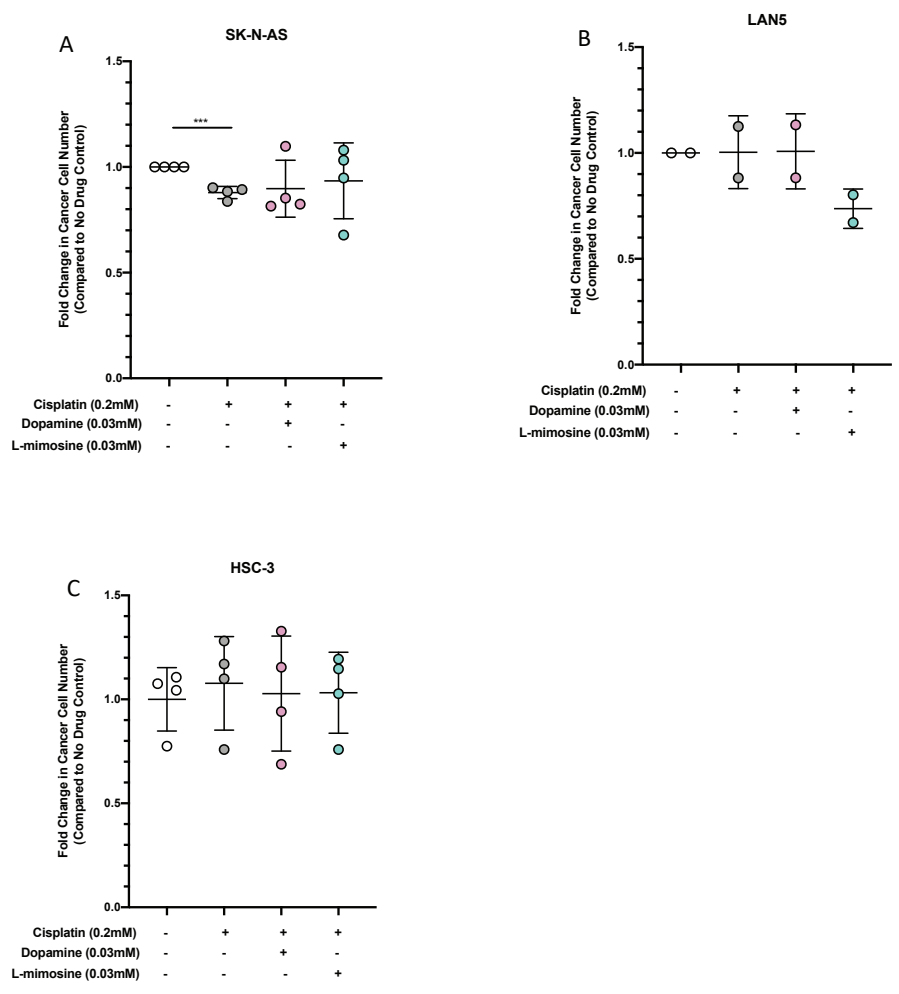 A
SK-N-AS
Fold Change in Cancer Cell Number
(Compared to No Drug Control)
1.5
1.0
0.5
0.0
***
Cisplatin (0.2mM) - + + +
Dopamine (0.03mM) - - + -
L-mimosine (0.03mM) - - - +
B
LAN5
Fold Change in Cancer Cell Number
(Compared to No Drug Control)
1.5
1.0
0.5
0.0
Cisplatin (0.2mM) - + + +
Dopamine (0.03mM) - - + -
L-mimosine (0.03mM) - - - +
C
HSC-3
Fold Change in Cancer Cell Number
(Compared to No Drug Control)
1.5
1.0
0.5
0.0
Cisplatin (0.2mM) - + + +
Dopamine (0.03mM) - - + -
L-mimosine (0.03mM) - - - +